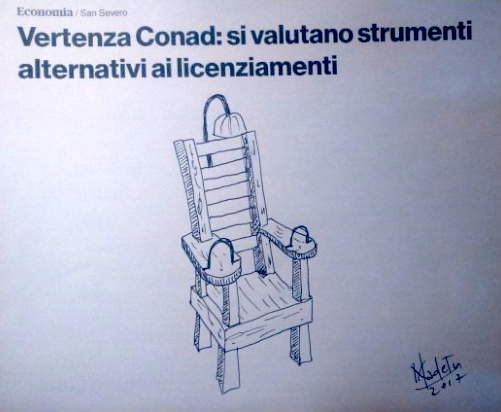 Economia / San Severo
Vertenza Conad: si valutano strumenti
alternativi ai licenziamenti
2017